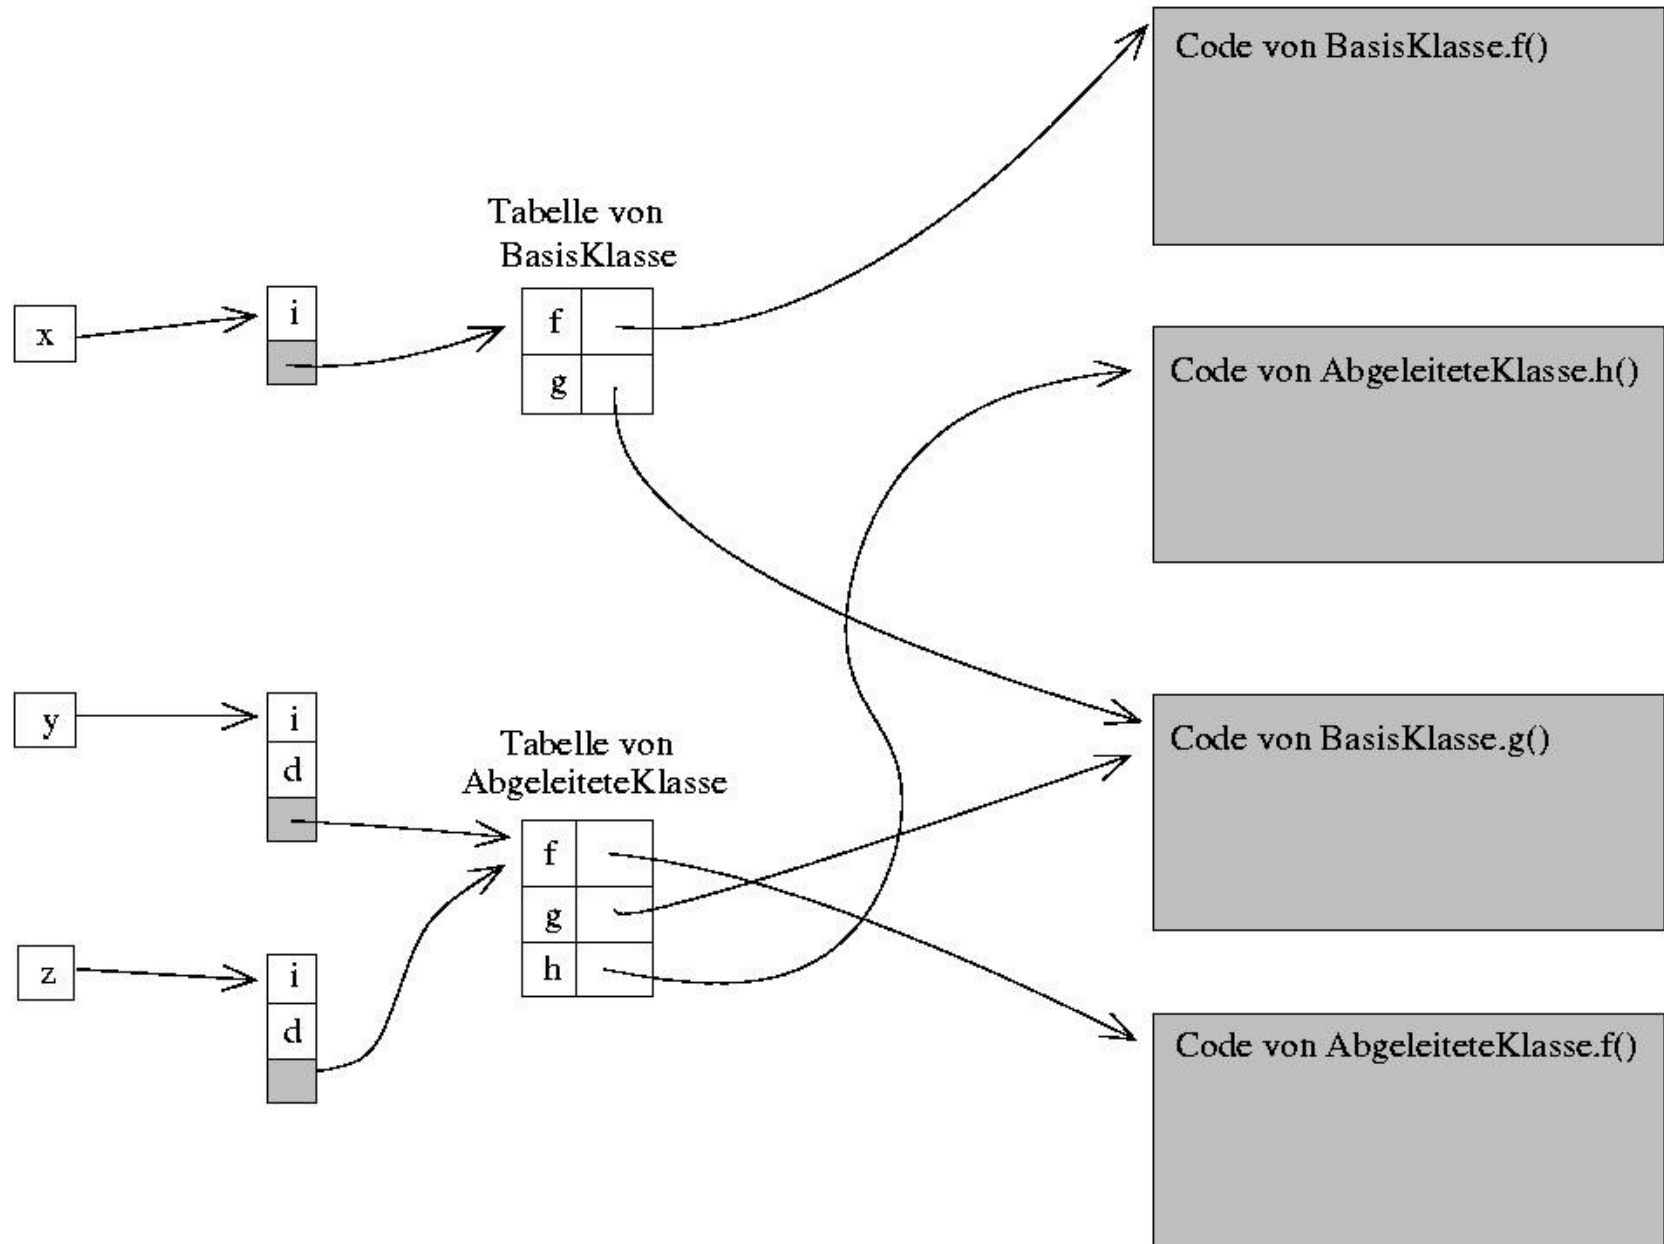 Code von BasisKlasse.f()
Tabelle von
BasisKlasse
x
i
f
g
Code von AbgeleiteteKlasse.h()
y
i
d
Tabelle von
AbgeleiteteKlasse
f
g
h
Code von BasisKlasse.g()
z
i
d
Code von AbgeleiteteKlasse.f()